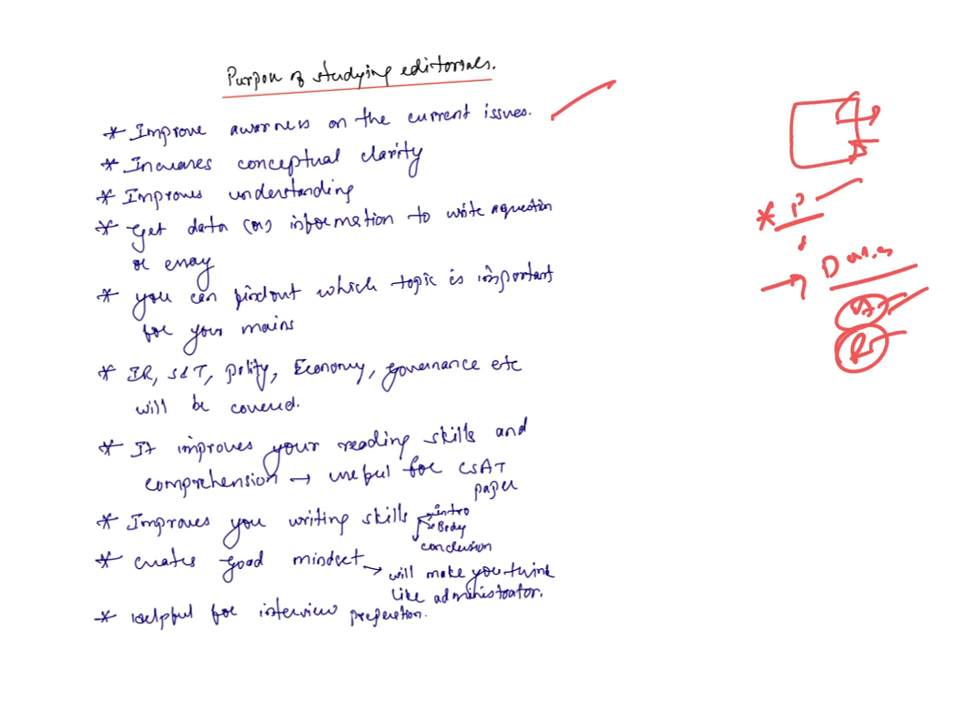 Purpose of studying editorials.
* Improve awarness on the current issues.
* Increases conceptual clarity
* Improves understanding
* Get data (or) information to write a question
or essay
* you can findout which topic is important
for your mains
* IR, S&T, polity, Economy, governance etc
will be covered.
* It improves your reading skills and
comprehension → useful for CSAT
paper
* Improves you writing skills → intro
→ Body
conclusion
* creates good mindset → will make you think
like administrator.
* Helpful for interview preperation.
* P